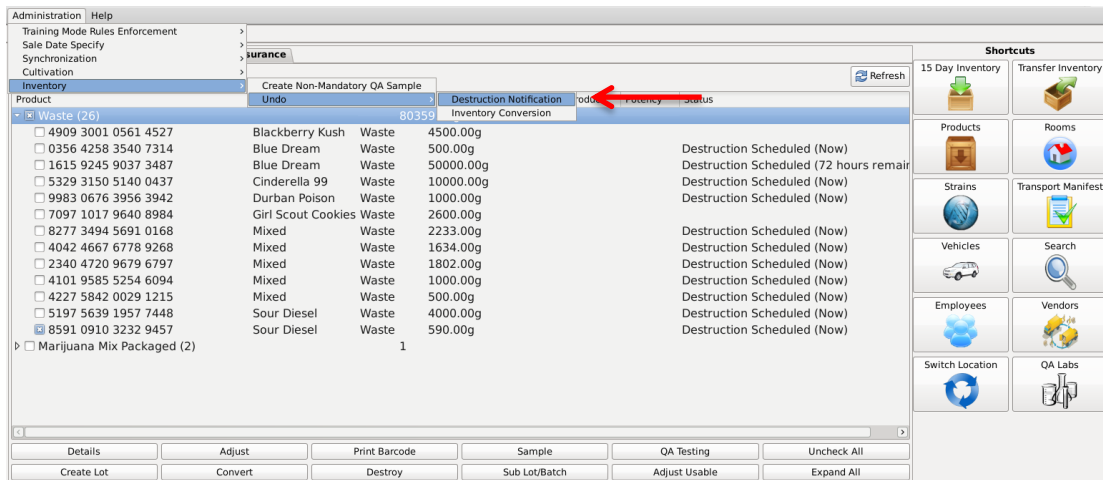 Administration Help
Training Mode Rules Enforcement >
Sale Date Specify >
Synchronization >
Cultivation >
Inventory >
Create Non-Mandatory QA Sample
Undo >
Destruction Notification
Inventory Conversion
surance
Refresh
Product Status
Waste (26) 80359
4909 3001 0561 4527 Blackberry Kush Waste 4500.00g
0356 4258 3540 7314 Blue Dream Waste 500.00g Destruction Scheduled (Now)
1615 9245 9037 3487 Blue Dream Waste 50000.00g Destruction Scheduled (72 hours remair
5329 3150 5140 0437 Cinderella 99 Waste 10000.00g Destruction Scheduled (Now)
9983 0676 3956 3942 Durban Poison Waste 1000.00g Destruction Scheduled (Now)
7097 1017 9640 8984 Girl Scout Cookies Waste 2600.00g
8277 3494 5691 0168 Mixed Waste 2233.00g Destruction Scheduled (Now)
4042 4667 6778 9268 Mixed Waste 1634.00g Destruction Scheduled (Now)
2340 4720 9679 6797 Mixed Waste 1802.00g Destruction Scheduled (Now)
4101 9585 5254 6094 Mixed Waste 1000.00g Destruction Scheduled (Now)
4227 5842 0029 1215 Mixed Waste 500.00g Destruction Scheduled (Now)
5197 5639 1957 7448 Sour Diesel Waste 4000.00g Destruction Scheduled (Now)
8591 0910 3232 9457 Sour Diesel Waste 590.00g Destruction Scheduled (Now)
Marijuana Mix Packaged (2) 1
Details Adjust Print Barcode Sample QA Testing Uncheck All
Create Lot Convert Destroy Sub Lot/Batch Adjust Usable Expand All
Shortcuts
15 Day Inventory Transfer Inventory
Products Rooms
Strains Transport Manifest
Vehicles Search
Employees Vendors
Switch Location QA Labs